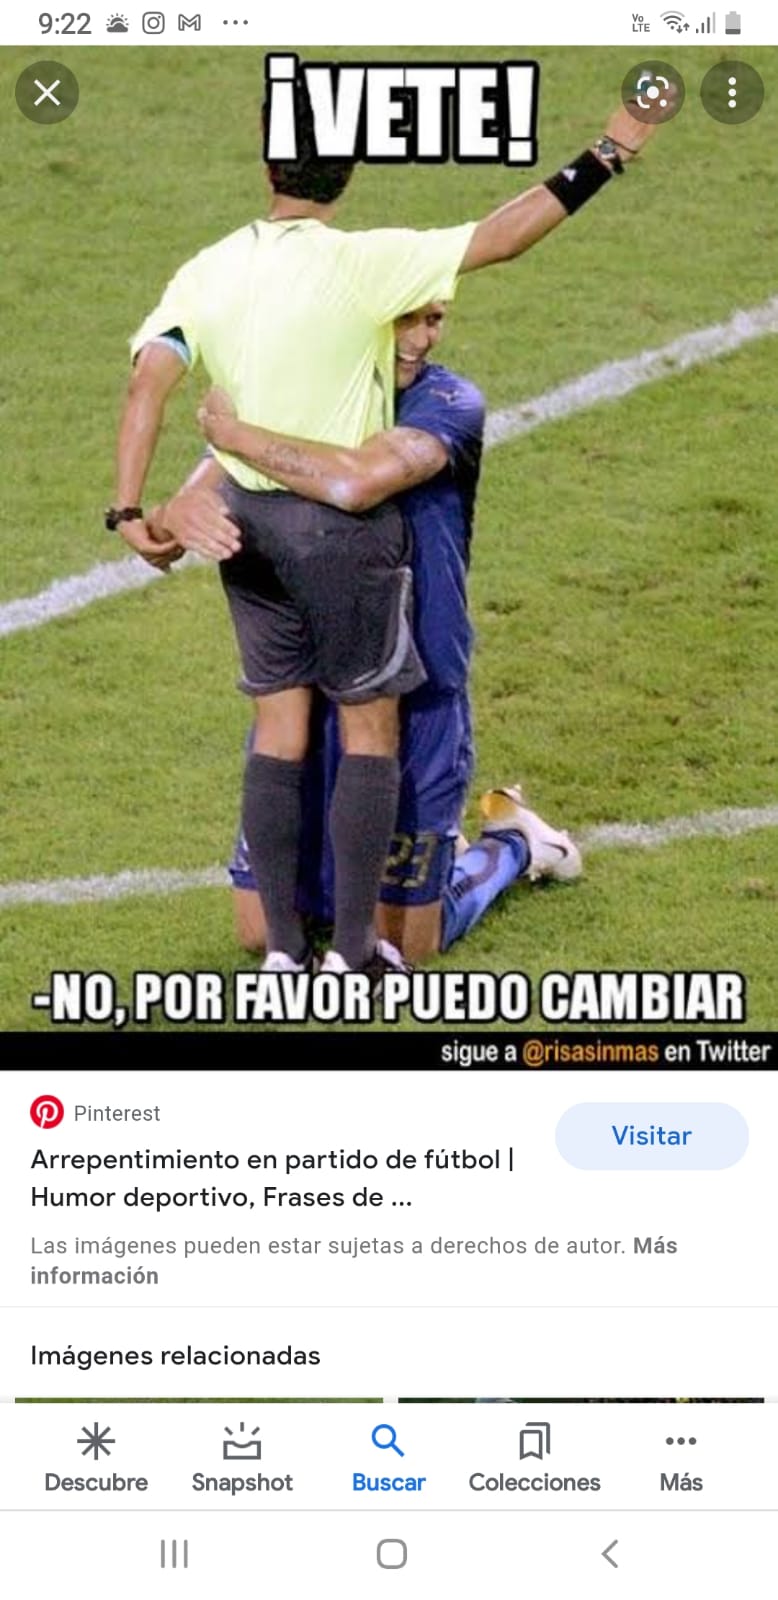 9:22
Vo
LTE
¡VETE!
23
-NO, POR FAVOR PUEDO CAMBIAR
sigue a @risasinmas en Twitter
Pinterest
Visitar
Arrepentimiento en partido de fútbol |
Humor deportivo, Frases de ...
Las imágenes pueden estar sujetas a derechos de autor. Más
información
Imágenes relacionadas
Descubre Snapshot Buscar Colecciones Más